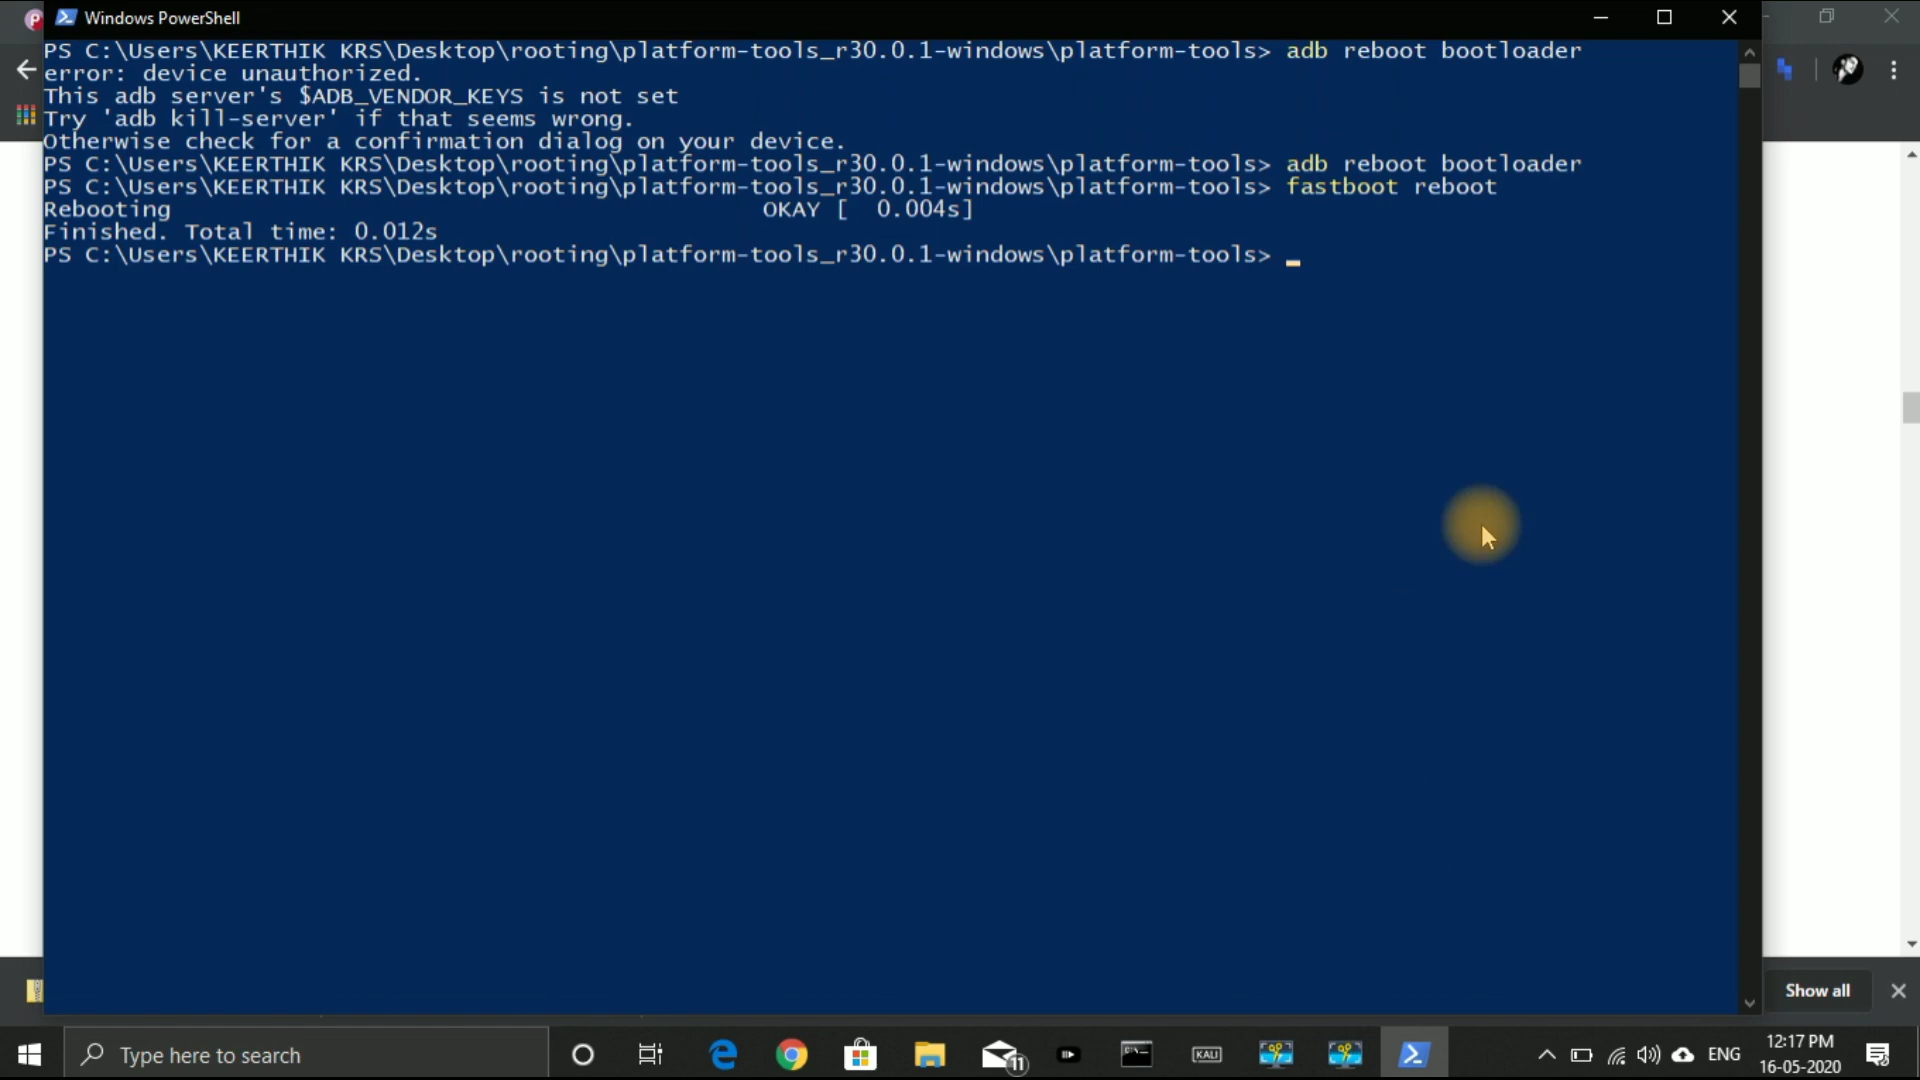 Windows PowerShell
PS C:\Users\KEERTHIK KRS\Desktop\rooting\platform-tools_r30.0.1-windows\platform-tools> adb reboot bootloader
error: device unauthorized.
This adb server's $ADB_VENDOR_KEYS is not set
Try 'adb kill-server' if that seems wrong.
Otherwise check for a confirmation dialog on your device.
PS C:\Users\KEERTHIK KRS\Desktop\rooting\platform-tools_r30.0.1-windows\platform-tools> adb reboot bootloader
PS C:\Users\KEERTHIK KRS\Desktop\rooting\platform-tools_r30.0.1-windows\platform-tools> fastboot reboot
Rebooting OKAY [ 0.004s]
Finished. Total time: 0.012s
PS C:\Users\KEERTHIK KRS\Desktop\rooting\platform-tools_r30.0.1-windows\platform-tools> _
Show all
Type here to search
11
KALI
ENG
12:17 PM
16-05-2020